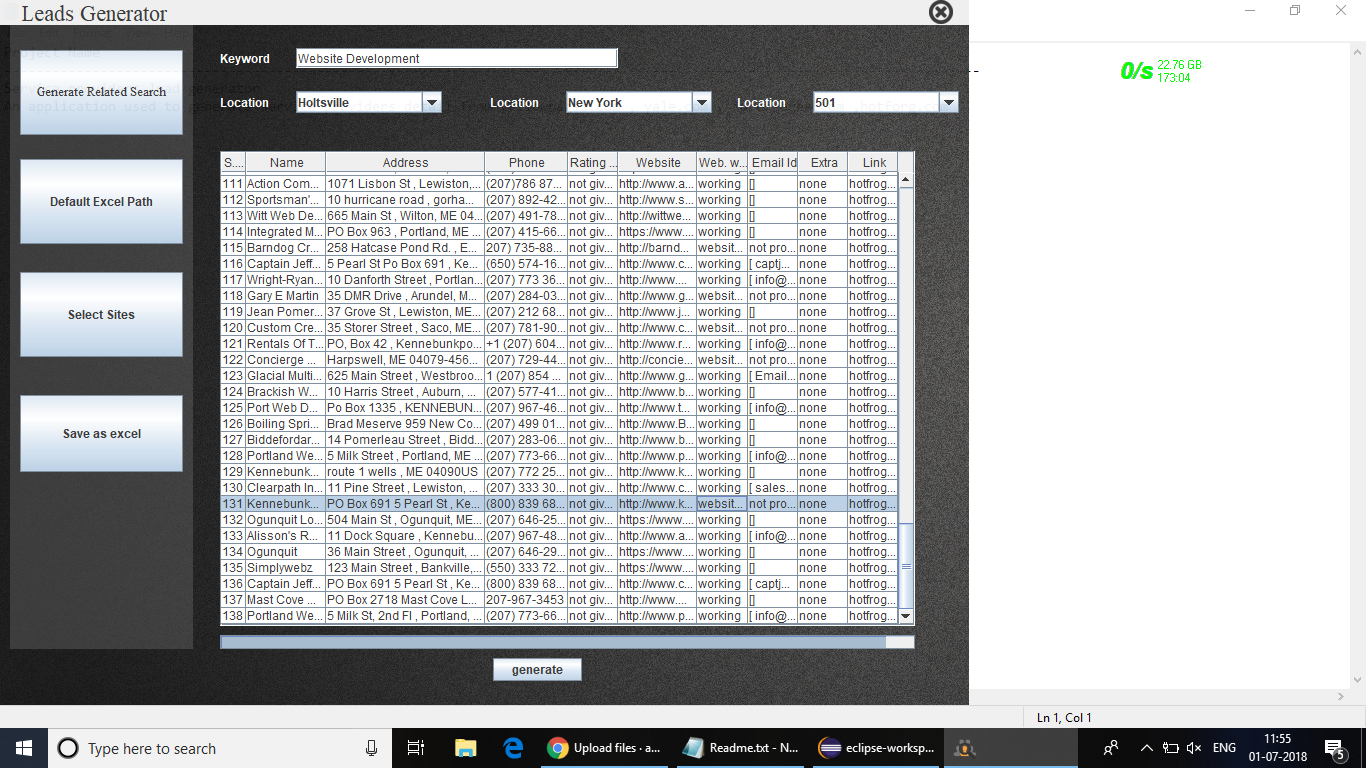 Leads Generator
Keyword Website Development
Generate Related Search
Location Holtsville Location New York Location 501
0/s 22.76 GB
173:04
Default Excel Path
Select Sites
Save as excel
S.... Name Address Phone Rating ... Website Web. w... Email Id Extra Link
111 Action Com... 1071 Lisbon St , Lewiston,... (207)786 87... not giv... http://www.a... working [] none hotfrog...
112 Sportsman'... 10 hurricane road , gorha... (207) 892-42... not giv... http://www.s... working [] none hotfrog...
113 Witt Web De... 665 Main St , Wilton, ME 04... (207) 491-78... not giv... http://wittwe... working [] none hotfrog...
114 Integrated M... PO Box 963 , Portland, ME ... (207) 415-66... not giv... https://www.... working [] none hotfrog...
115 Barndog Cr... 258 Hatcase Pond Rd. , E... 207) 735-88... not giv... http://barnd... websit... not pro... none hotfrog...
116 Captain Jeff... 5 Pearl St Po Box 691 , Ke... (650) 574-16... not giv... http://www.c... working [ captj... none hotfrog...
117 Wright-Ryan... 10 Danforth Street , Portlan... (207) 773 36... not giv... http://www.... working [ info@... none hotfrog...
118 Gary E Martin 35 DMR Drive , Arundel, M... (207) 284-03... not giv... http://www.g... websit... not pro... none hotfrog...
119 Jean Pomer... 37 Grove St , Lewiston, ME... (207) 212 68... not giv... http://www.j... working [] none hotfrog...
120 Custom Cre... 35 Storer Street , Saco, ME... (207) 781-90... not giv... http://www.c... websit... not pro... none hotfrog...
121 Rentals Of T... PO, Box 42 , Kennebunkpo... +1 (207) 604... not giv... http://www.r... working [ info@... none hotfrog...
122 Concierge ... Harpswell, ME 04079-456... (207) 729-44... not giv... http://concie... websit... not pro... none hotfrog...
123 Glacial Multi... 625 Main Street , Westbroo... 1 (207) 854 ... not giv... http://www.g... working [ Email... none hotfrog...
124 Brackish W... 10 Harris Street , Auburn, ... (207) 577-41... not giv... http://www.b... working [] none hotfrog...
125 Port Web D... Po Box 1335 , KENNEBUN... (207) 967-46... not giv... http://www.t... working [ info@... none hotfrog...
126 Boiling Spri... Brad Meserve 959 New Co... (207) 499 01... not giv... http://www.B... working [] none hotfrog...
127 Biddefordar... 14 Pomerleau Street , Bidd... (207) 283-06... not giv... http://www.b... working [] none hotfrog...
128 Portland We... 5 Milk Street , Portland, ME ... (207) 773-66... not giv... http://www.p... working [ info@... none hotfrog...
129 Kennebunk... route 1 wells , ME 04090US (207) 772 25... not giv... http://www.k... working [] none hotfrog...
130 Clearpath In... 11 Pine Street , Lewiston, ... (207) 333 30... not giv... http://www.c... working [ sales... none hotfrog...
131 Kennebunk... PO Box 691 5 Pearl St , Ke... (800) 839 68... not giv... http://www.k... websit... not pro... none hotfrog...
132 Ogunquit Lo... 504 Main St , Ogunquit, ME... (207) 646-25... not giv... https://www.... working [] none hotfrog...
133 Alisson's R... 11 Dock Square , Kennebu... (207) 967-48... not giv... http://www.a... working [ info@... none hotfrog...
134 Ogunquit 36 Main Street , Ogunquit, ... (207) 646-29... not giv... https://www.... working [] none hotfrog...
135 Simplywebz 123 Main Street , Bankville,... (550) 333 72... not giv... https://www.... working [] none hotfrog...
136 Captain Jeff... PO Box 691 5 Pearl St , Ke... (800) 839 68... not giv... http://www.c... working [ captj... none hotfrog...
137 Mast Cove ... PO Box 2718 Mast Cove L... 207-967-3453 not giv... http://www.... working [] none hotfrog...
138 Portland We... 5 Milk St, 2nd Fl , Portland, ... (207) 773-66... not giv... http://www.p... working [ info@... none hotfrog...
generate
Ln 1, Col 1
Type here to search
Upload files · a...
Readme.txt - N...
eclipse-worksp...
ENG
11:55
01-07-2018
5